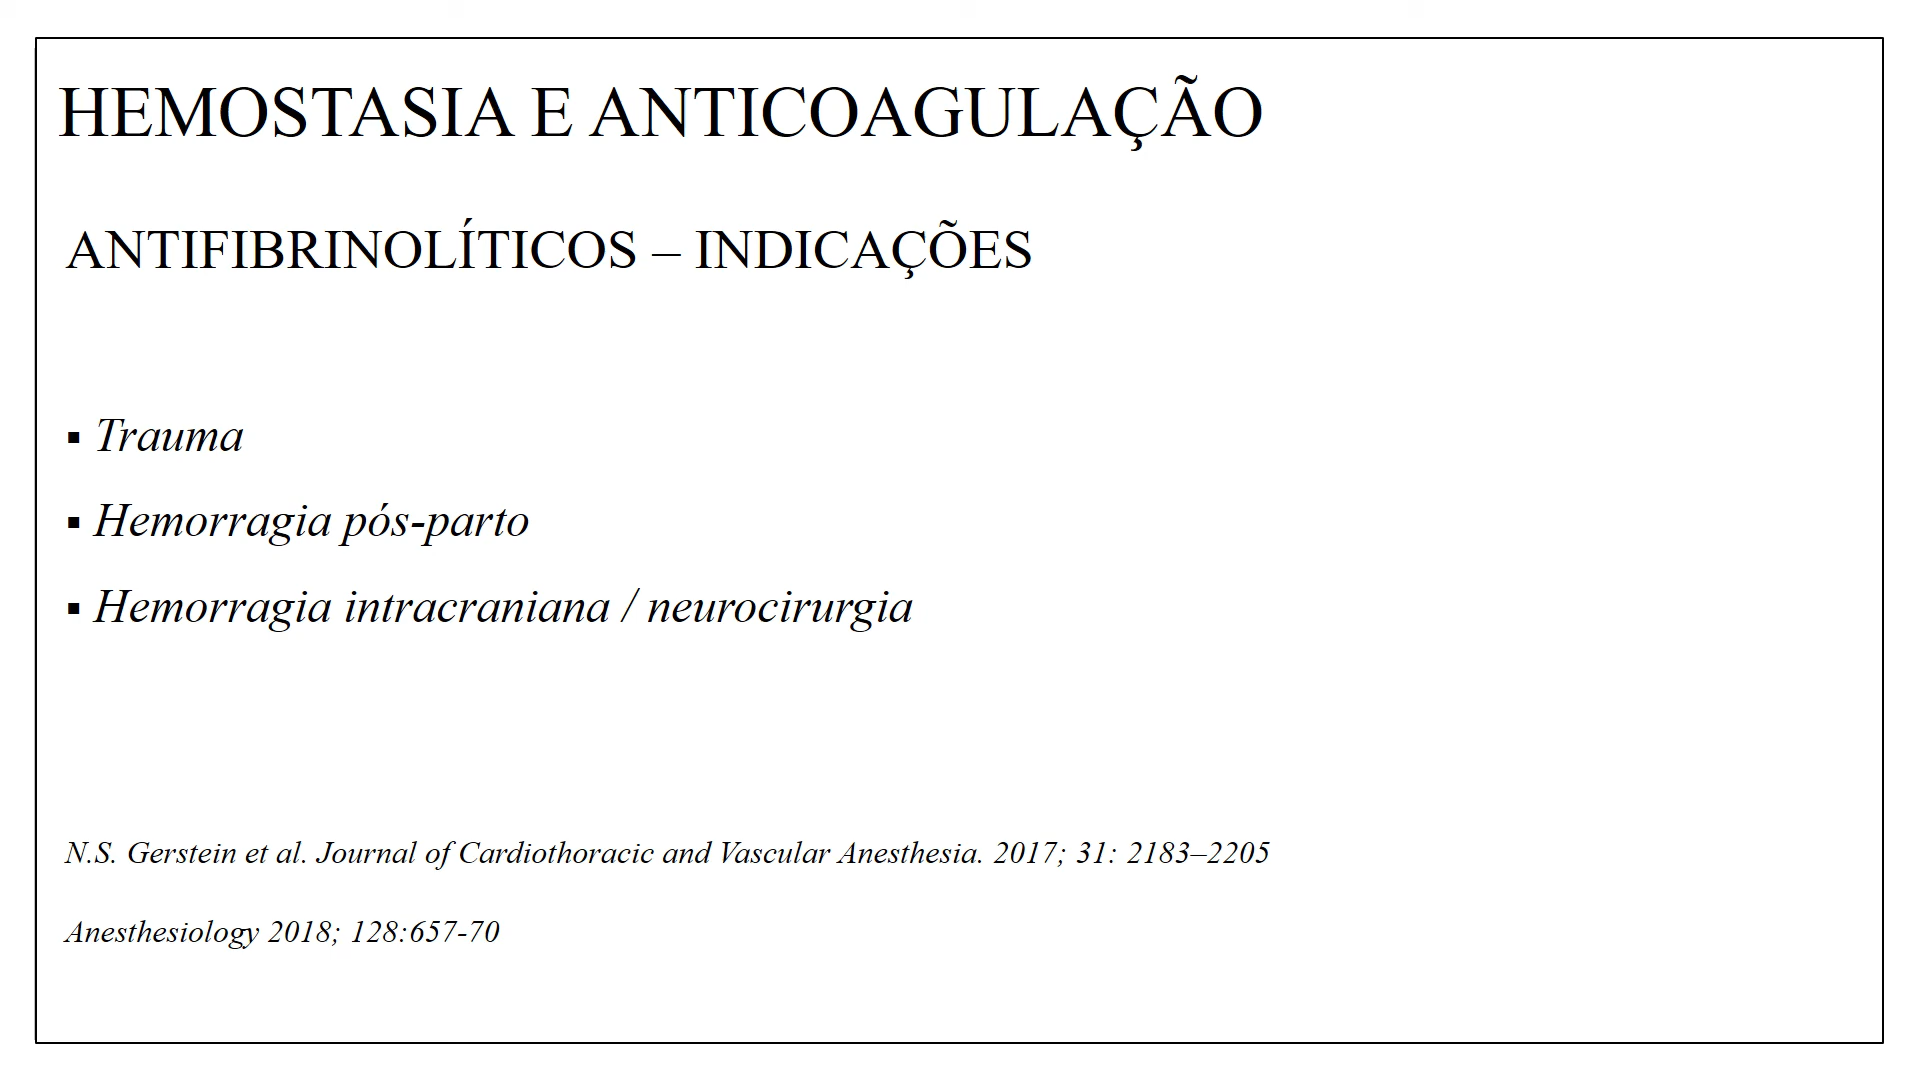 HEMOSTASIA E ANTICOAGULAÇÃO
ANTIFIBRINOLÍTICOS – INDICAÇÕES
▪ Trauma
▪ Hemorragia pós-parto
▪ Hemorragia intracraniana / neurocirurgia
N.S. Gerstein et al. Journal of Cardiothoracic and Vascular Anesthesia. 2017; 31: 2183–2205
Anesthesiology 2018; 128:657-70